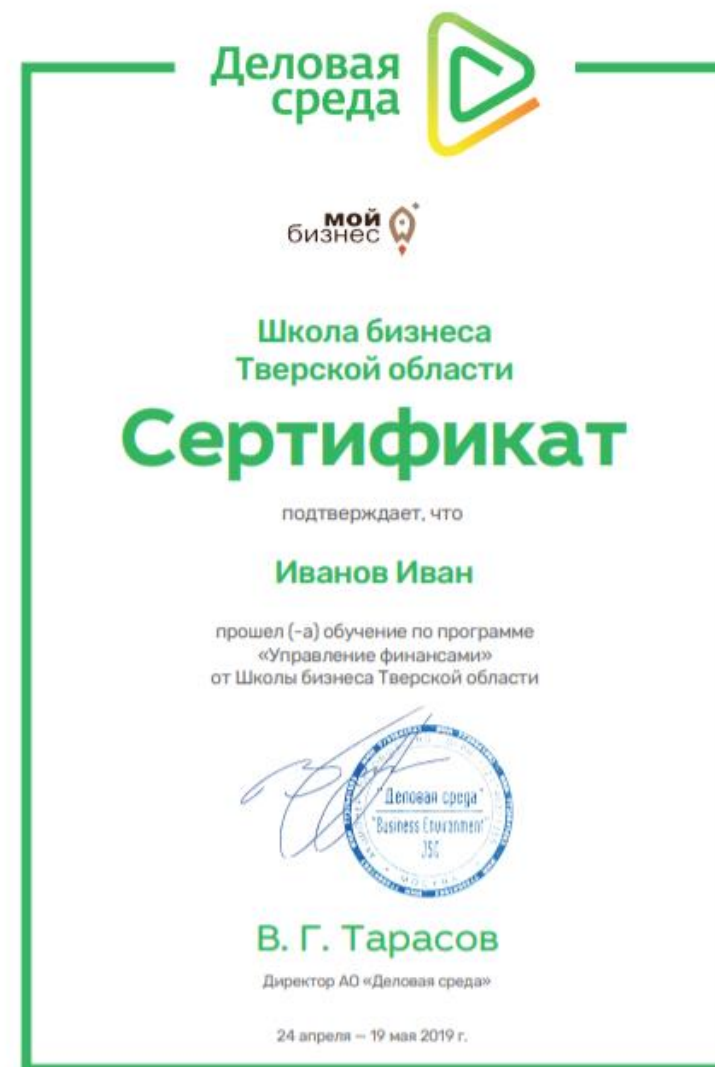 Деловая
среда
мой
бизнес
Школа бизнеса
Тверской области
Сертификат
подтверждает, что
Иванов Иван
прошел (-а) обучение по программе
«Управление финансами»
от Школы бизнеса Тверской области
"Деловая среда"
"Business Environment"
JSC
МОСКВА
В. Г. Тарасов
Директор АО «Деловая среда»
24 апреля — 19 мая 2019 г.